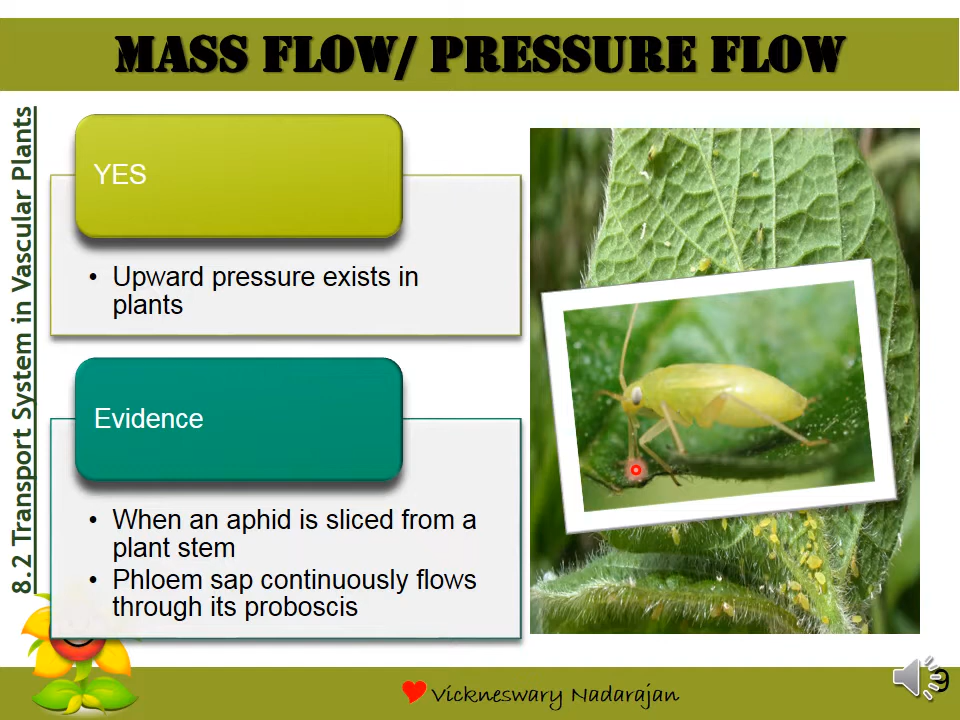 MASS FLOW/ PRESSURE FLOW
8.2 Transport System in Vascular Plants
YES
• Upward pressure exists in
plants
Evidence
• When an aphid is sliced from a
plant stem
• Phloem sap continuously flows
through its proboscis
Vickneswary Nadarajan
9